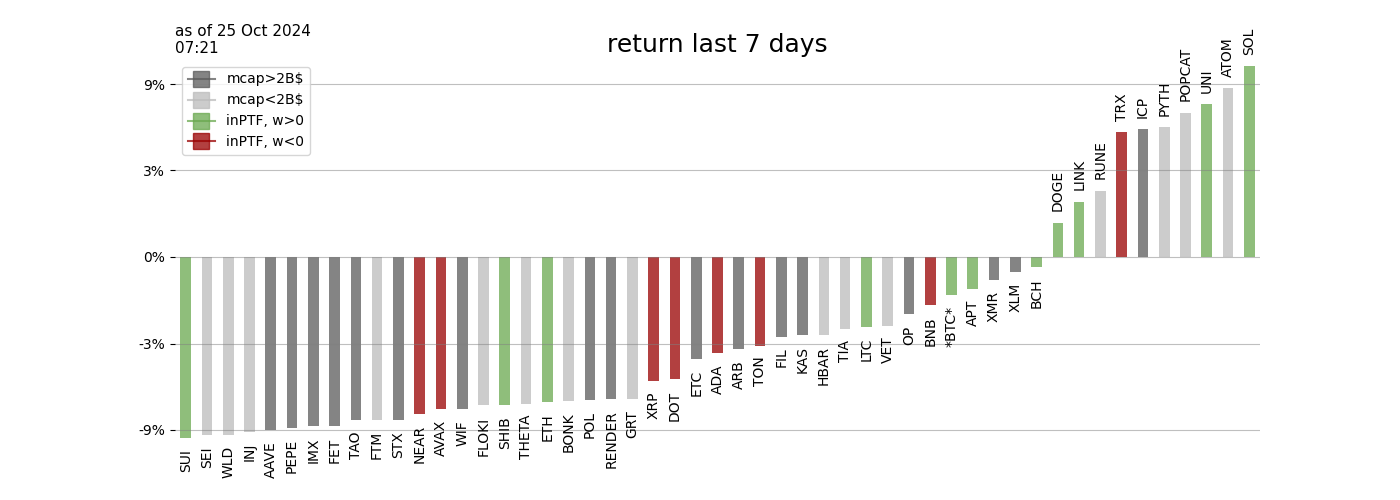 as of 25 Oct 2024
07:21
return last 7 days
mcap>2B$
mcap<2B$
inPTF, w>0
inPTF, w<0
9%
3%
0%
-3%
-9%
SUI
SEI
WLD
INJ
AAVE
PEPE
IMX
FET
TAO
FTM
STX
NEAR
AVAX
WIF
FLOKI
SHIB
THETA
ETH
BONK
POL
RENDER
GRT
XRP
DOT
ETC
ADA
ARB
TON
FIL
KAS
HBAR
TIA
LTC
VET
OP
BNB
*BTC*
APT
XMR
XLM
BCH
DOGE
LINK
RUNE
TRX
ICP
PYTH
POPCAT
UNI
ATOM
SOL